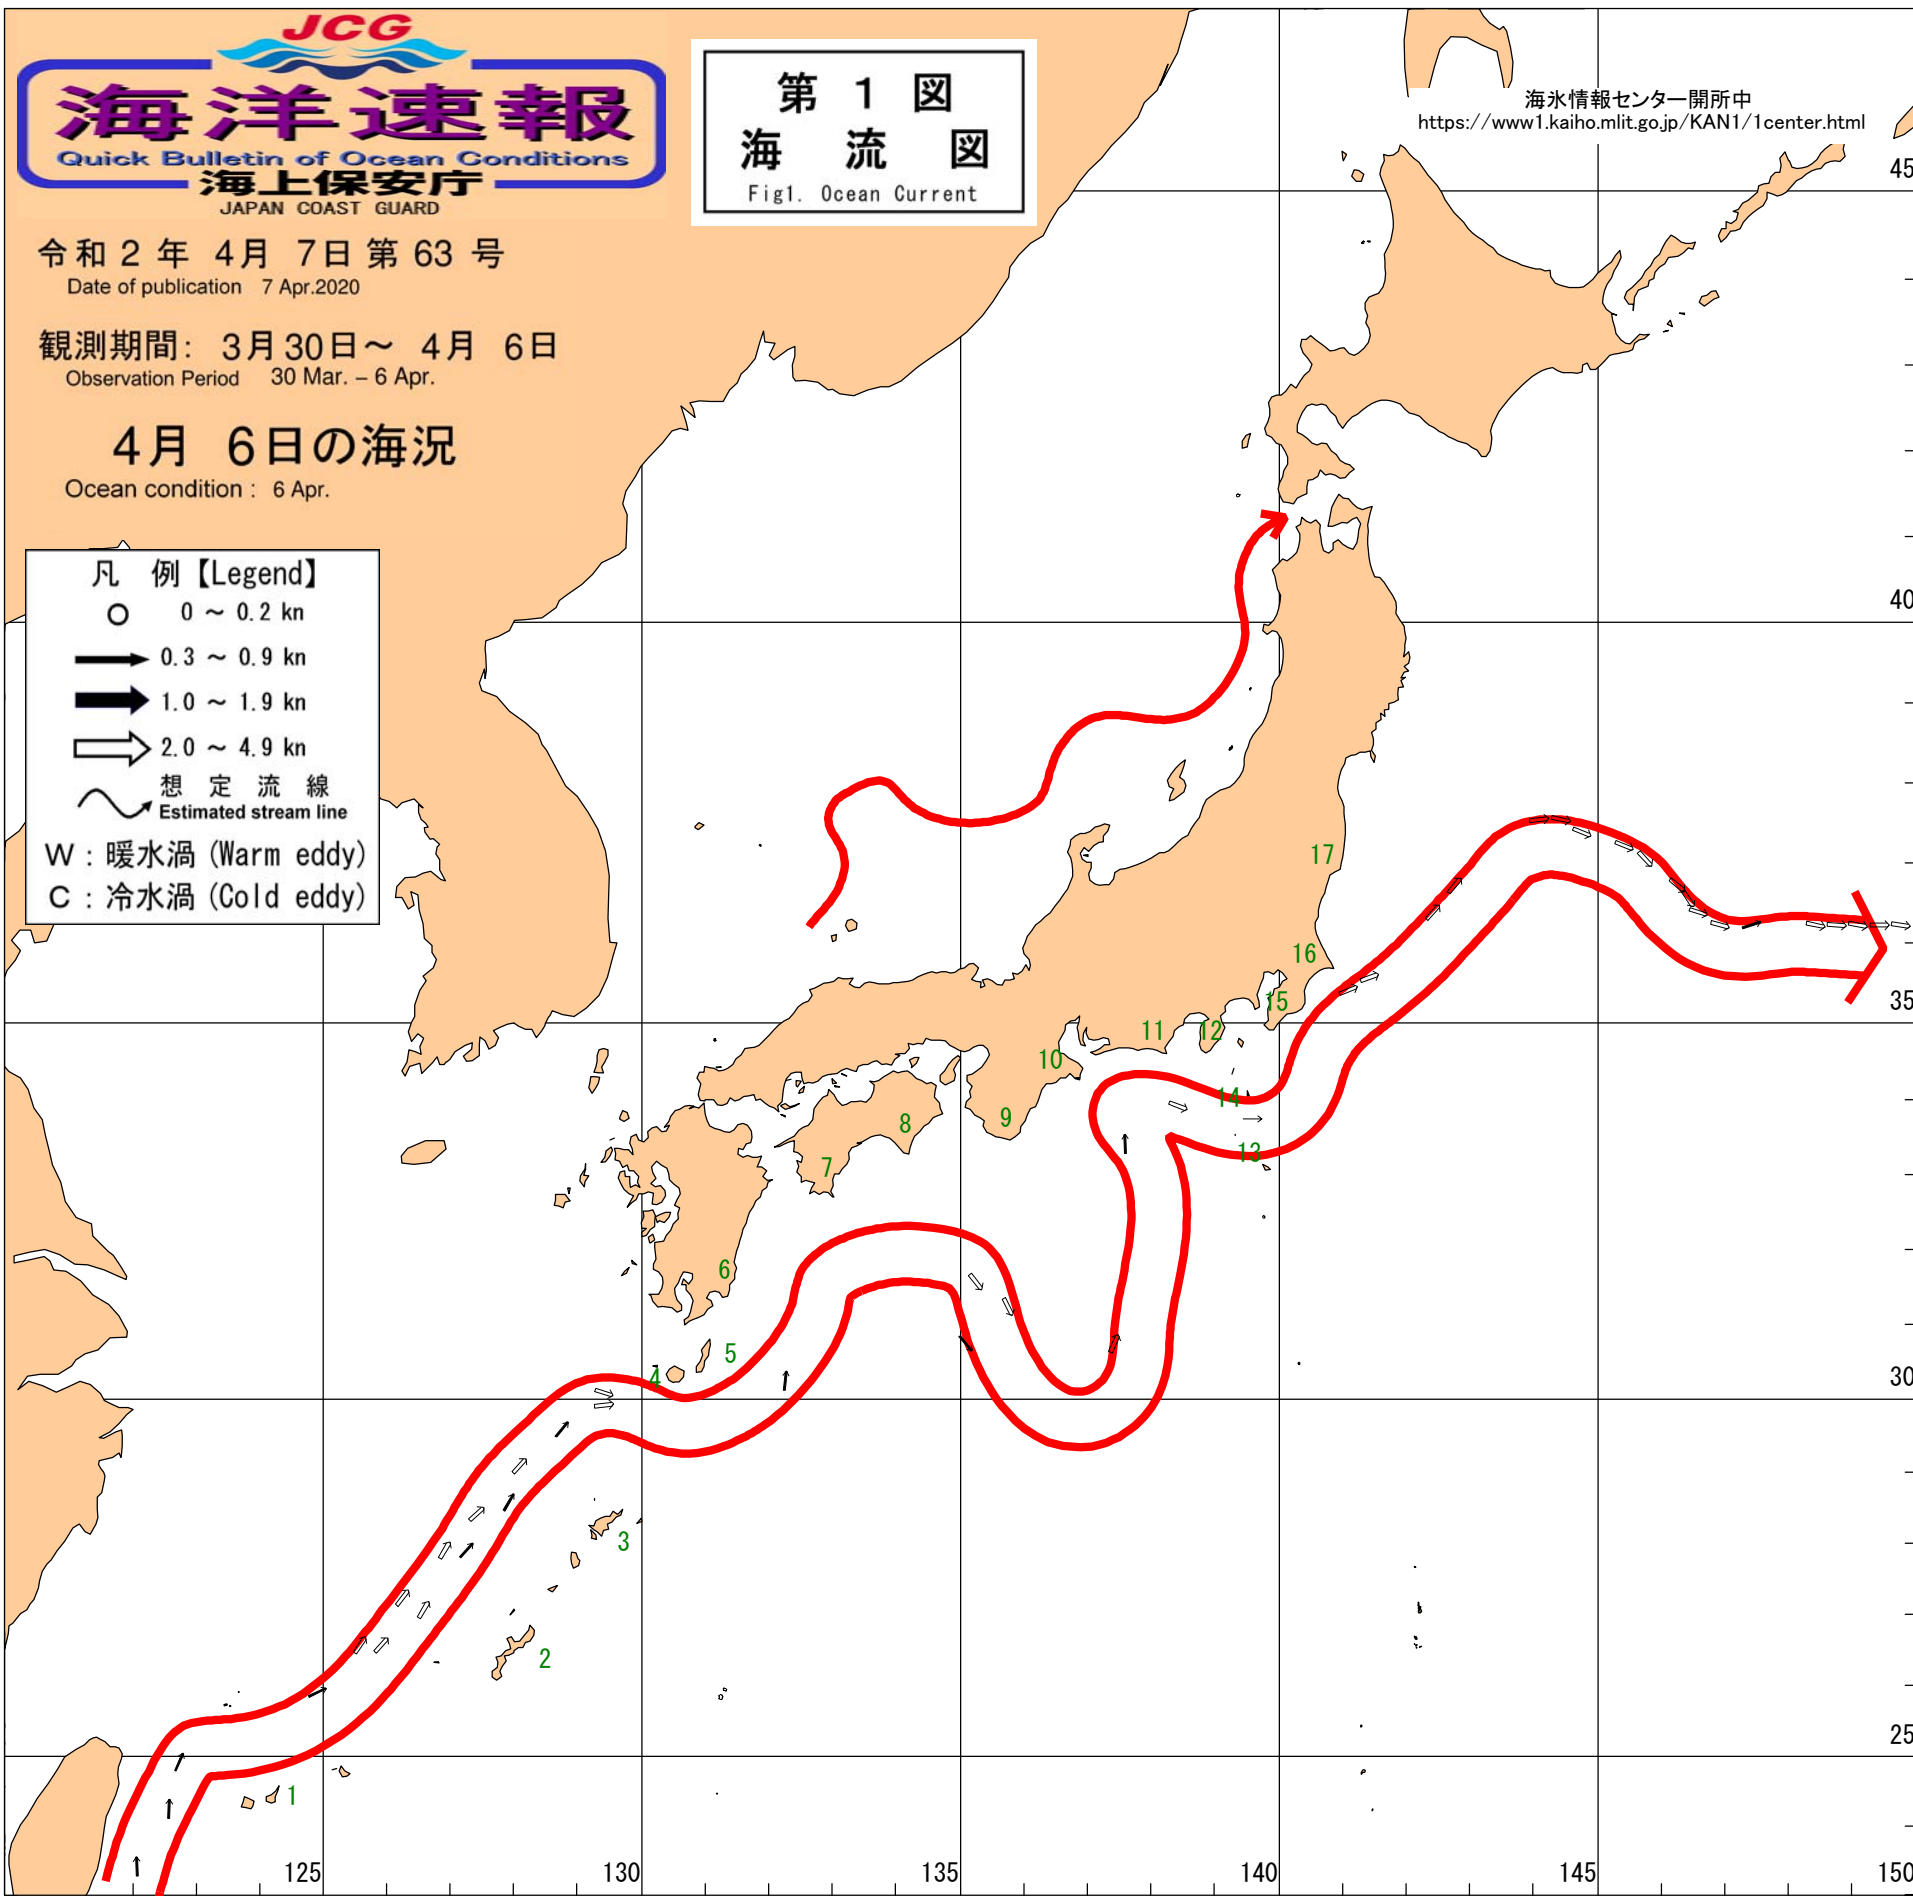 JCG
海洋速報
Quick Bulletin of Ocean Conditions
海上保安庁
JAPAN COAST GUARD
第 1 図
海 流 図
Fig1. Ocean Current
海氷情報センター開所中
https://www1.kaiho.mlit.go.jp/KAN1/1center.html
令和 2 年 4月 7日 第 63 号
Date of publication 7 Apr.2020
観測期間: 3月30日～ 4月 6日
Observation Period 30 Mar. – 6 Apr.
4月 6日の海況
Ocean condition : 6 Apr.
凡 例【Legend】
0 ～ 0.2 kn
0.3 ～ 0.9 kn
1.0 ～ 1.9 kn
2.0 ～ 4.9 kn
想 定 流 線
Estimated stream line
W : 暖水渦 (Warm eddy)
C : 冷水渦 (Cold eddy)
45
40
17
16
35
15
11
12
10
14
9
8
13
7
6
5
4
30
3
2
25
1
125
130
135
140
145
150